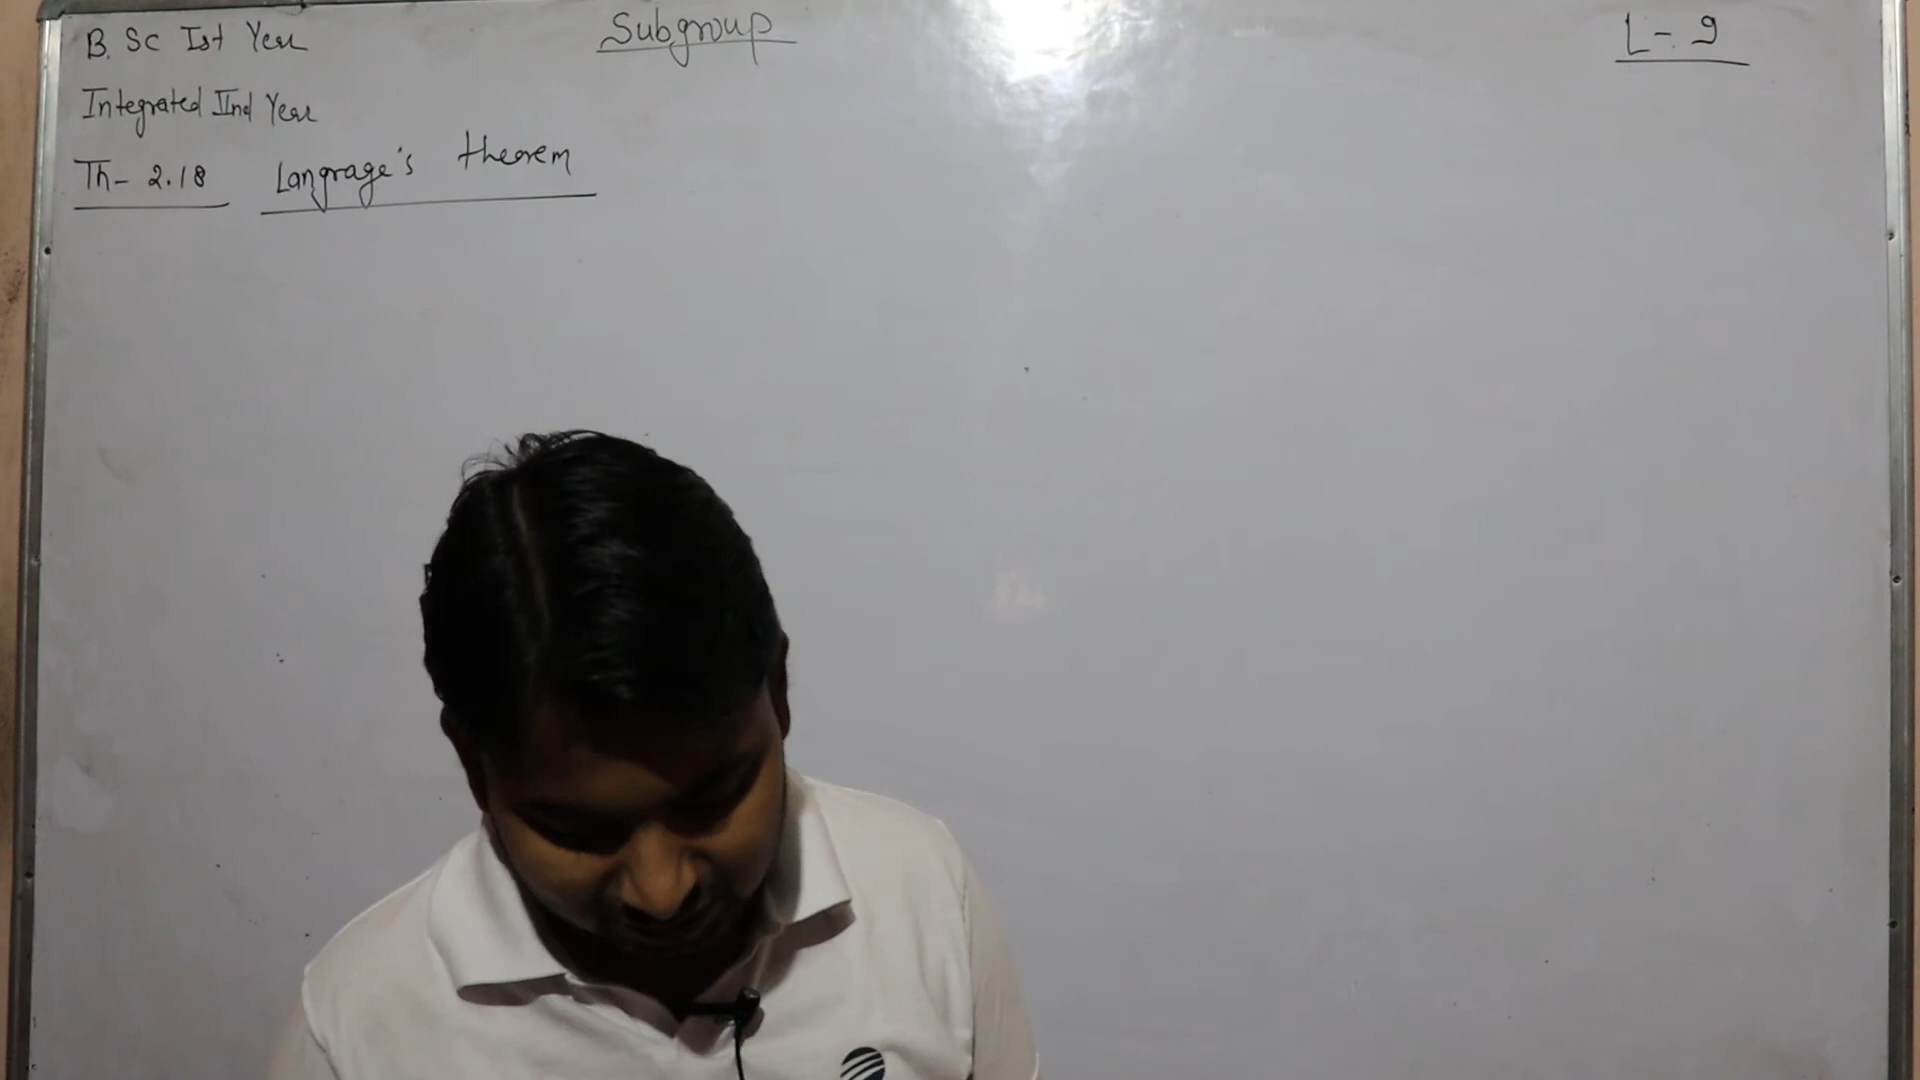 Subgroup
L-9
B. Sc Ist Year
Integrated IInd Year
Th- 2.18 Langrage's theorem